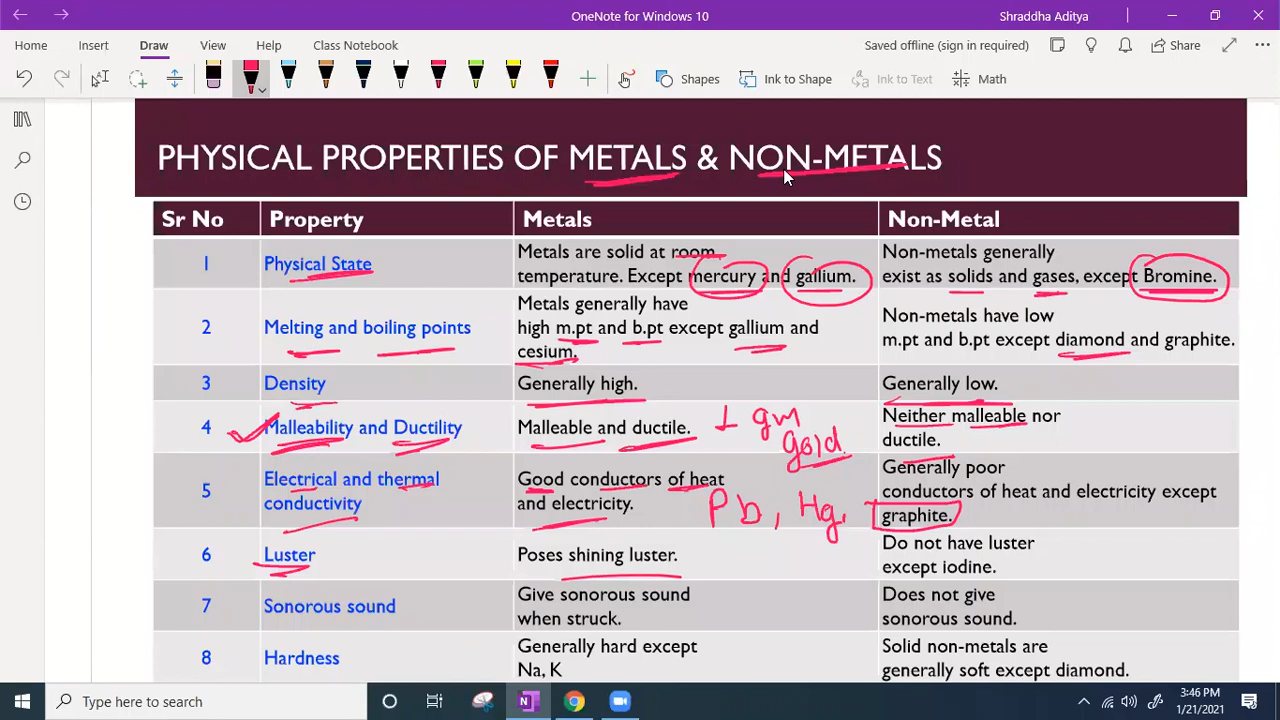 OneNote for Windows 10
Shraddha Aditya
Home Insert Draw View Help Class Notebook
Saved offline (sign in required) Share
Shapes Ink to Shape Ink to Text Math
PHYSICAL PROPERTIES OF METALS & NON-METALS
Sr No Property Metals Non-Metal
1 Physical State
Metals are solid at room
temperature. Except mercury and gallium.
Non-metals generally
exist as solids and gases, except Bromine.
2 Melting and boiling points
Metals generally have
high m.pt and b.pt except gallium and
cesium.
Non-metals have low
m.pt and b.pt except diamond and graphite.
3 Density Generally high. Generally low.
4 Malleability and Ductility Malleable and ductile.
1 gm
gold
Neither malleable nor
ductile.
5 Electrical and thermal
conductivity
Good conductors of heat
and electricity.
Pb, Hg,
Generally poor
conductors of heat and electricity except
graphite.
6 Luster Poses shining luster.
Do not have luster
except iodine.
7 Sonorous sound
Give sonorous sound
when struck.
Does not give
sonorous sound.
8 Hardness
Generally hard except
Na, K
Solid non-metals are
generally soft except diamond.
Type here to search
N
3:46 PM
1/21/2021